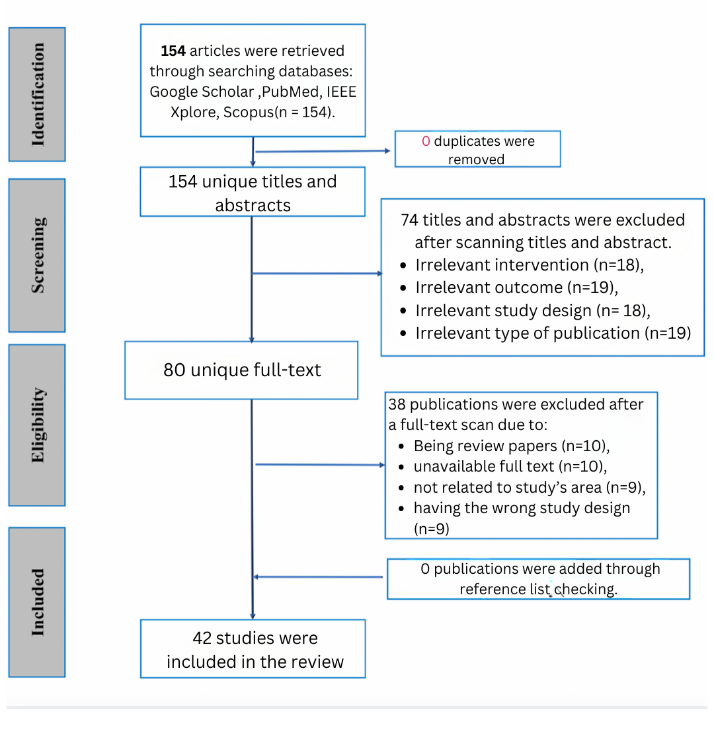 Identification
154 articles were retrieved
through searching databases:
Google Scholar ,PubMed, IEEE
Xplore, Scopus(n = 154).
0 duplicates were
removed
154 unique titles and
abstracts
Screening
74 titles and abstracts were excluded
after scanning titles and abstract.
• Irrelevant intervention (n=18),
• Irrelevant outcome (n=19),
• Irrelevant study design (n= 18),
• Irrelevant type of publication (n=19)
80 unique full-text
Eligibility
38 publications were excluded after
a full-text scan due to:
• Being review papers (n=10),
• unavailable full text (n=10),
• not related to study’s area (n=9),
• having the wrong study design
(n=9)
Included
0 publications were added through
reference list checking.
42 studies were
included in the review